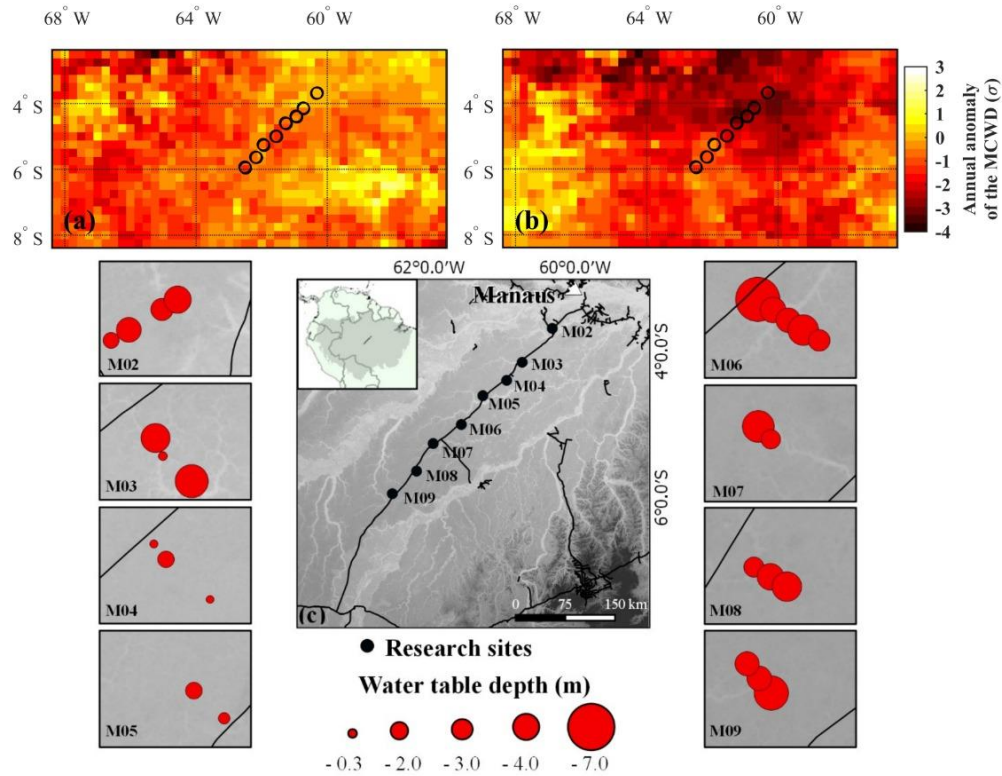 68° W
64° W
60° W
68° W
64° W
60° W
4° S
6° S
8° S
(a)
4° S
6° S
8° S
(b)
3
2
1
0
-1
-2
-3
-4
Annual anomaly
of the MCWD (σ)
62°0.0'W
60°0.0'W
4°0.0'S
6°0.0'S
Manaus
M02
M03
M04
M05
M06
M07
M08
M09
0 75 150 km
(c)
M02
M03
M04
M05
M06
M07
M08
M09
Research sites
Water table depth (m)
- 0.3 - 2.0 - 3.0 - 4.0 - 7.0